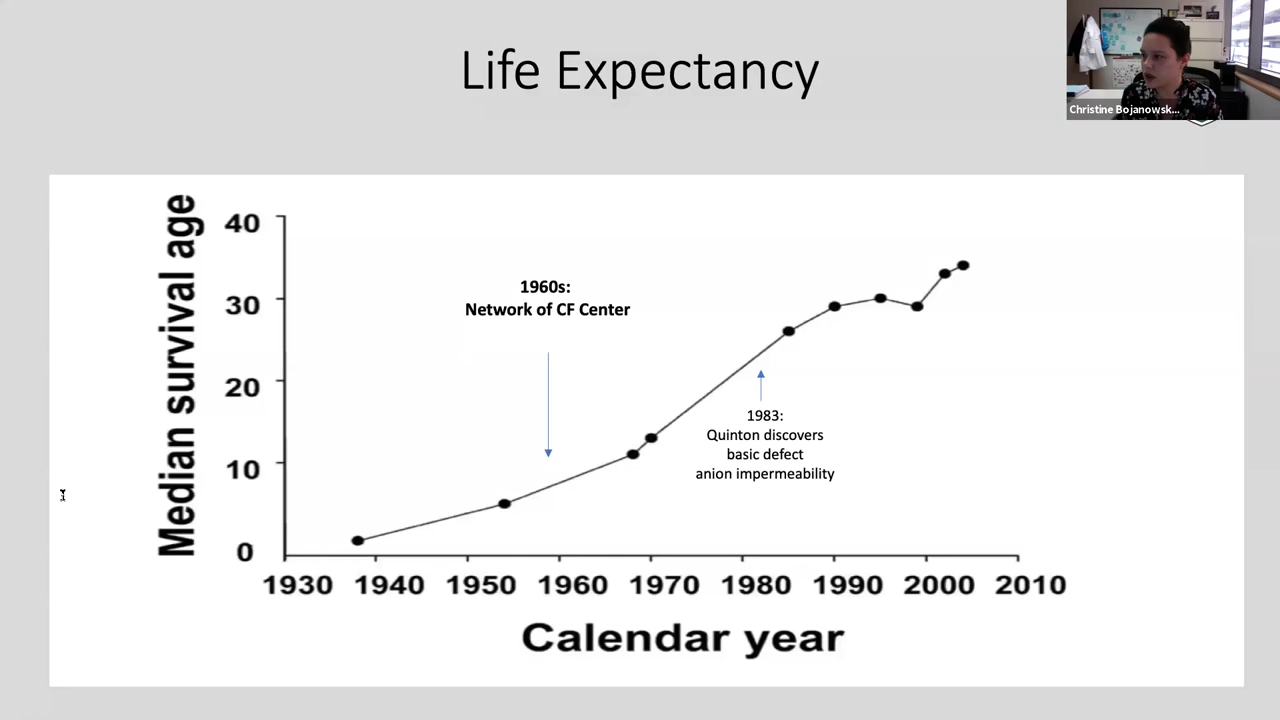 Life Expectancy
Christine Bojanowsk...
Median survival age
40
30
20
10
0
1960s:
Network of CF Center
1983:
Quinton discovers
basic defect
anion impermeability
1930 1940 1950 1960 1970 1980 1990 2000 2010
Calendar year